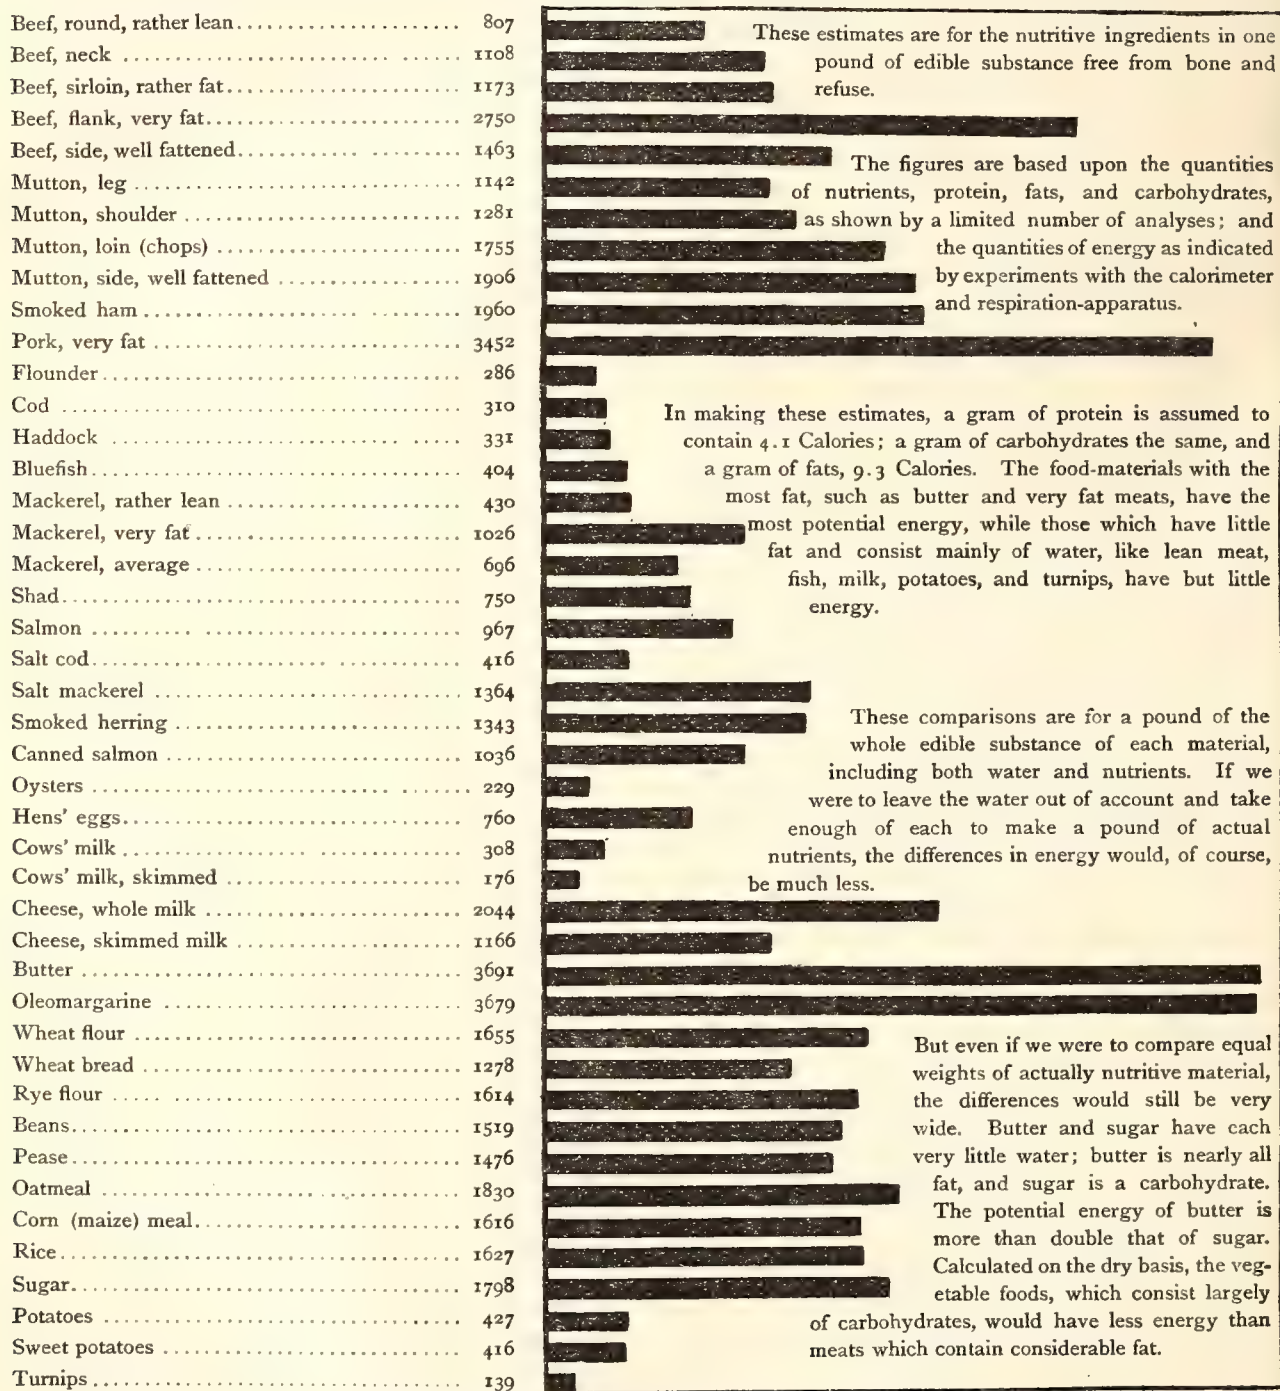 Beef, round, rather lean 807
Beef, neck 1108
Beef, sirloin, rather fat 1173
Beef, flank, very fat 2750
Beef, side, well fattened 1463
Mutton, leg 1142
Mutton, shoulder 1281
Mutton, loin (chops) 1755
Mutton, side, well fattened 1906
Smoked ham 1960
Pork, very fat 3452
Flounder 286
Cod 310
Haddock 331
Bluefish 404
Mackerel, rather lean 430
Mackerel, very fat 1026
Mackerel, average 696
Shad 750
Salmon 967
Salt cod 416
Salt mackerel 1364
Smoked herring 1343
Canned salmon 1036
Oysters 229
Hens' eggs 760
Cows' milk 308
Cows' milk, skimmed 176
Cheese, whole milk 2044
Cheese, skimmed milk 1166
Butter 3691
Oleomargarine 3679
Wheat flour 1655
Wheat bread 1278
Rye flour 1614
Beans 1519
Pease 1476
Oatmeal 1830
Corn (maize) meal 1616
Rice 1627
Sugar 1798
Potatoes 427
Sweet potatoes 416
Turnips 139
These estimates are for the nutritive ingredients in one
pound of edible substance free from bone and
refuse.
The figures are based upon the quantities
of nutrients, protein, fats, and carbohydrates,
as shown by a limited number of analyses; and
the quantities of energy as indicated
by experiments with the calorimeter
and respiration-apparatus.
In making these estimates, a gram of protein is assumed to
contain 4.1 Calories; a gram of carbohydrates the same, and
a gram of fats, 9.3 Calories. The food-materials with the
most fat, such as butter and very fat meats, have the
most potential energy, while those which have little
fat and consist mainly of water, like lean meat,
fish, milk, potatoes, and turnips, have but little
energy.
These comparisons are for a pound of the
whole edible substance of each material,
including both water and nutrients. If we
were to leave the water out of account and take
enough of each to make a pound of actual
nutrients, the differences in energy would, of course,
be much less.
But even if we were to compare equal
weights of actually nutritive material,
the differences would still be very
wide. Butter and sugar have each
very little water; butter is nearly all
fat, and sugar is a carbohydrate.
The potential energy of butter is
more than double that of sugar.
Calculated on the dry basis, the veg-
etable foods, which consist largely
of carbohydrates, would have less energy than
meats which contain considerable fat.